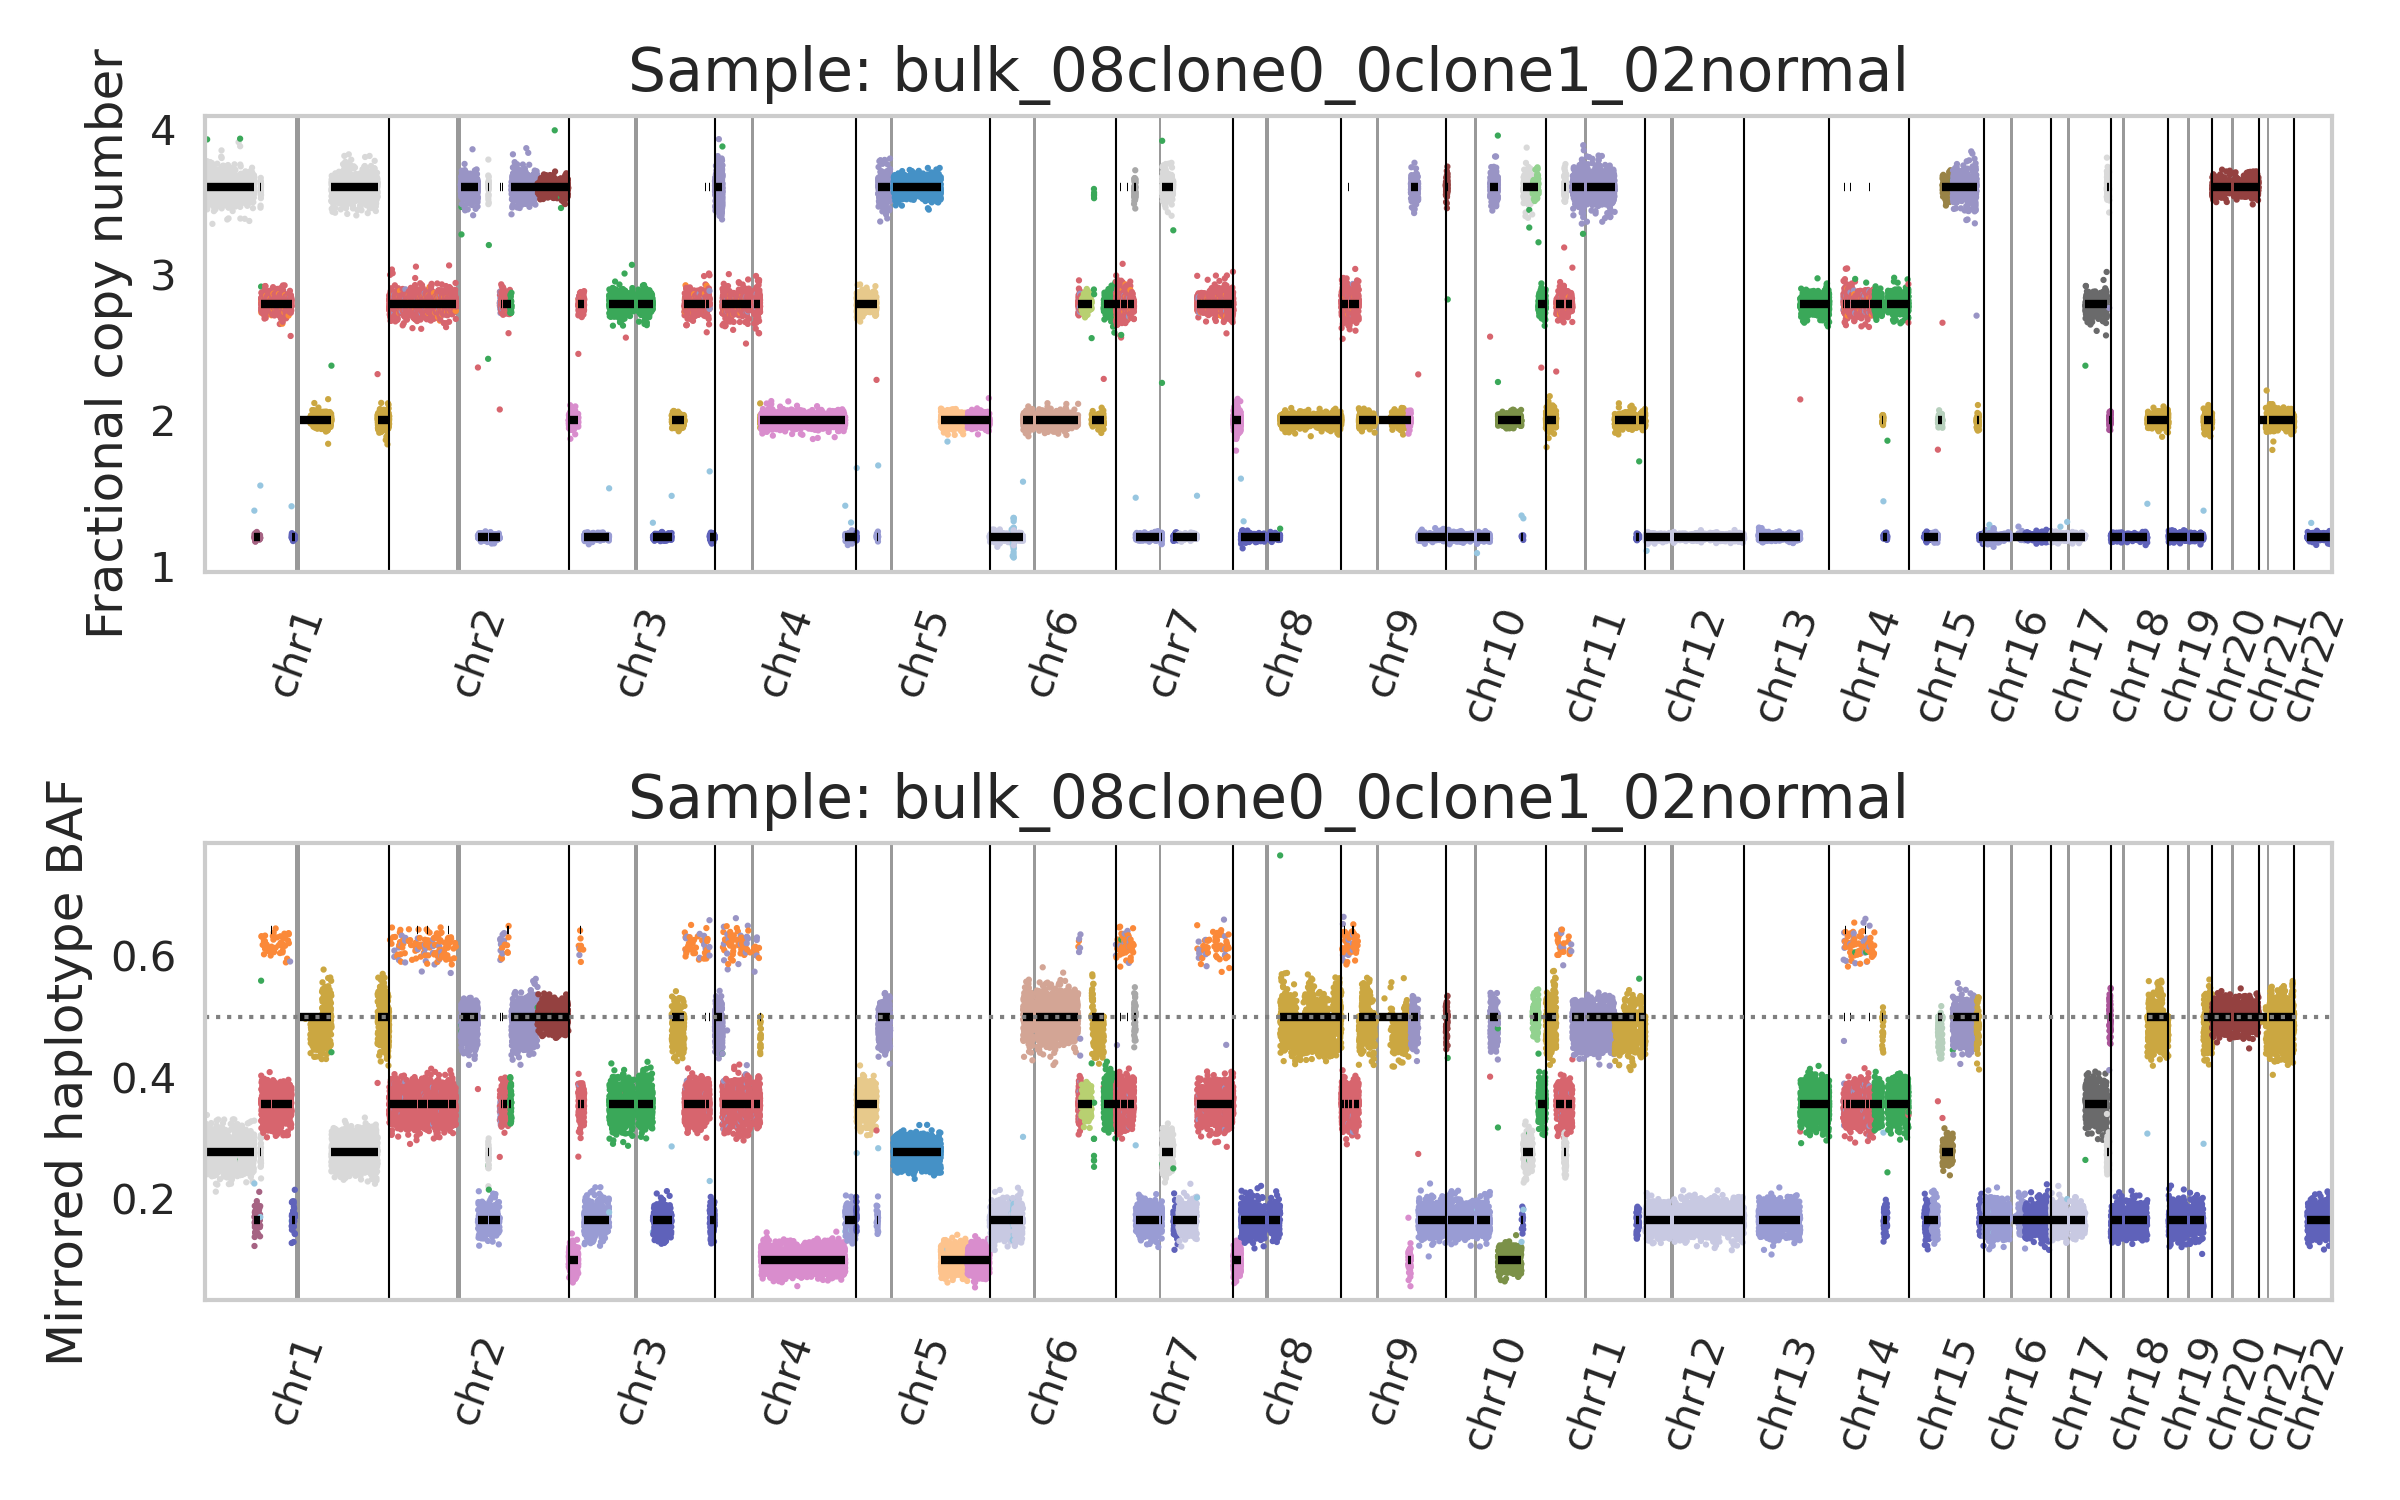 Sample: bulk_08clone0_0clone1_02normal
Fractional copy number
4
3
2
1
chr1
chr2
chr3
chr4
chr5
chr6
chr7
chr8
chr9
chr10
chr11
chr12
chr13
chr14
chr15
chr16
chr17
chr18
chr19
chr20
chr21
chr22
Sample: bulk_08clone0_0clone1_02normal
Mirrored haplotype BAF
0.6
0.4
0.2
chr1
chr2
chr3
chr4
chr5
chr6
chr7
chr8
chr9
chr10
chr11
chr12
chr13
chr14
chr15
chr16
chr17
chr18
chr19
chr20
chr21
chr22